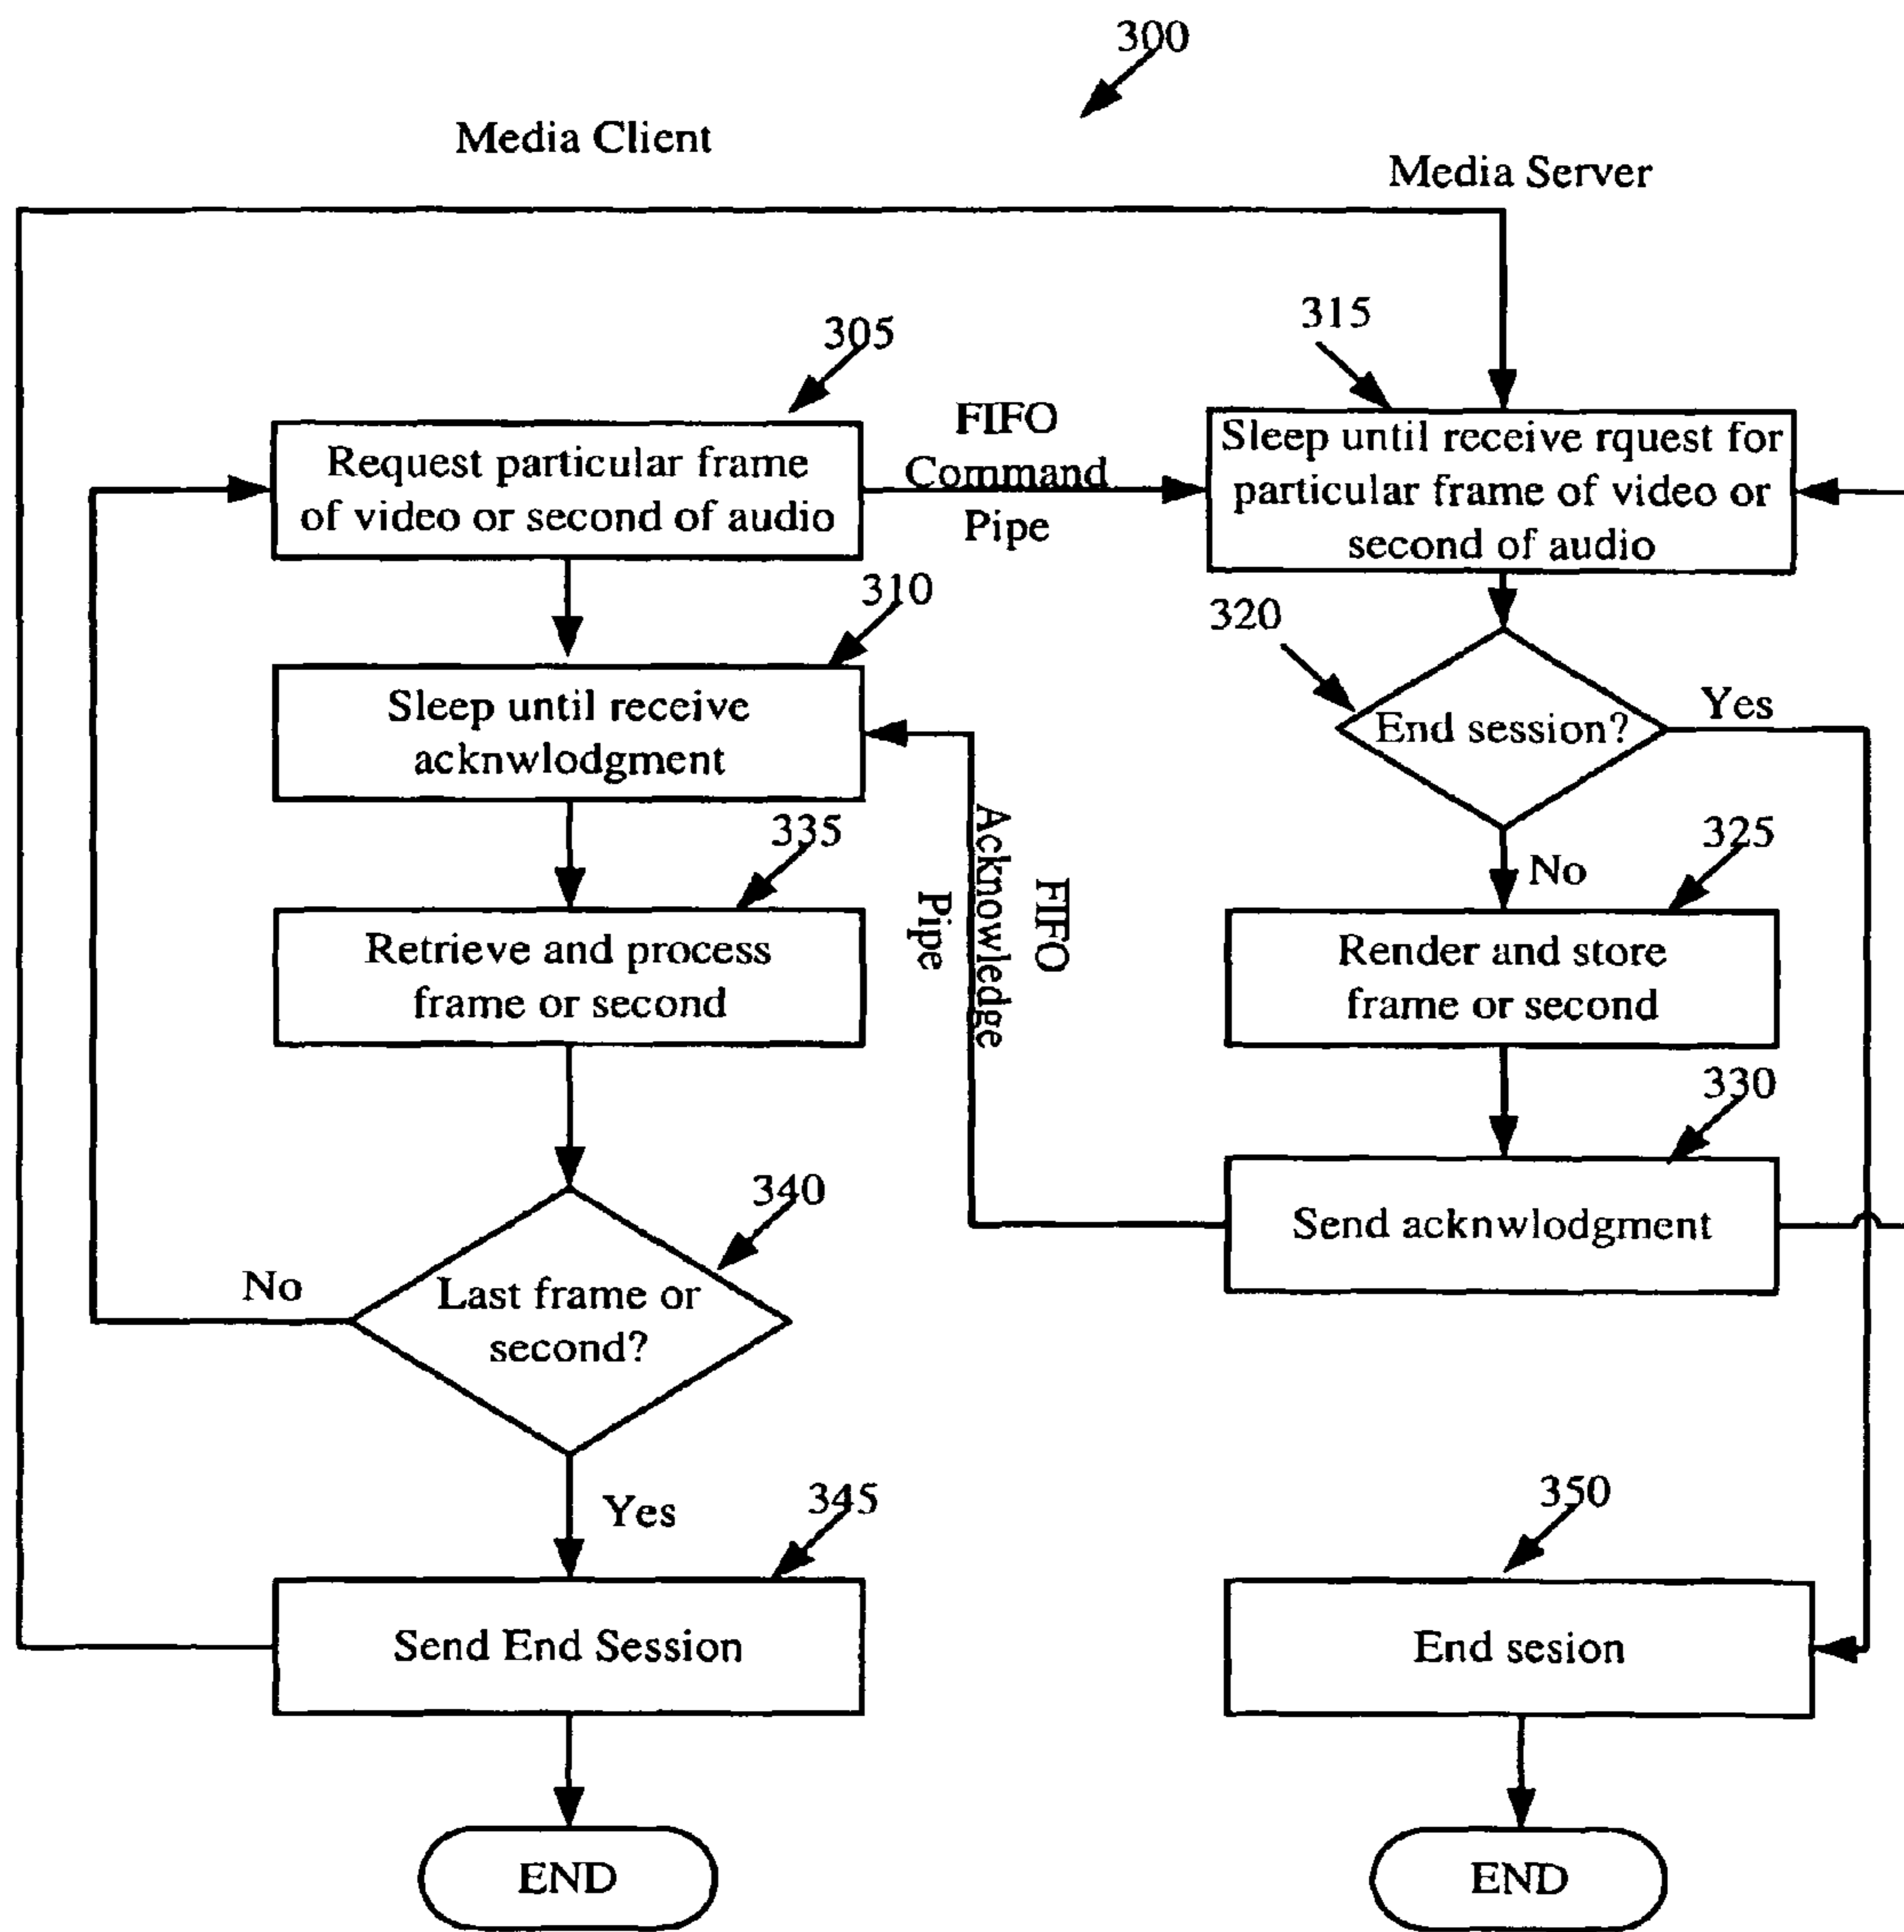 300
Media Client
Media Server
305
315
Request particular frame
of video or second of audio
FIFO
Command
Pipe
Sleep until receive rquest for
particular frame of video or
second of audio
310
320
Sleep until receive
acknwlodgment
End session?
Yes
335
FIFO
Acknowledge
Pipe
No
325
Retrieve and process
frame or second
Render and store
frame or second
330
340
Send acknwlodgment
No
Last frame or
second?
Yes
345
350
Send End Session
End sesion
END
END